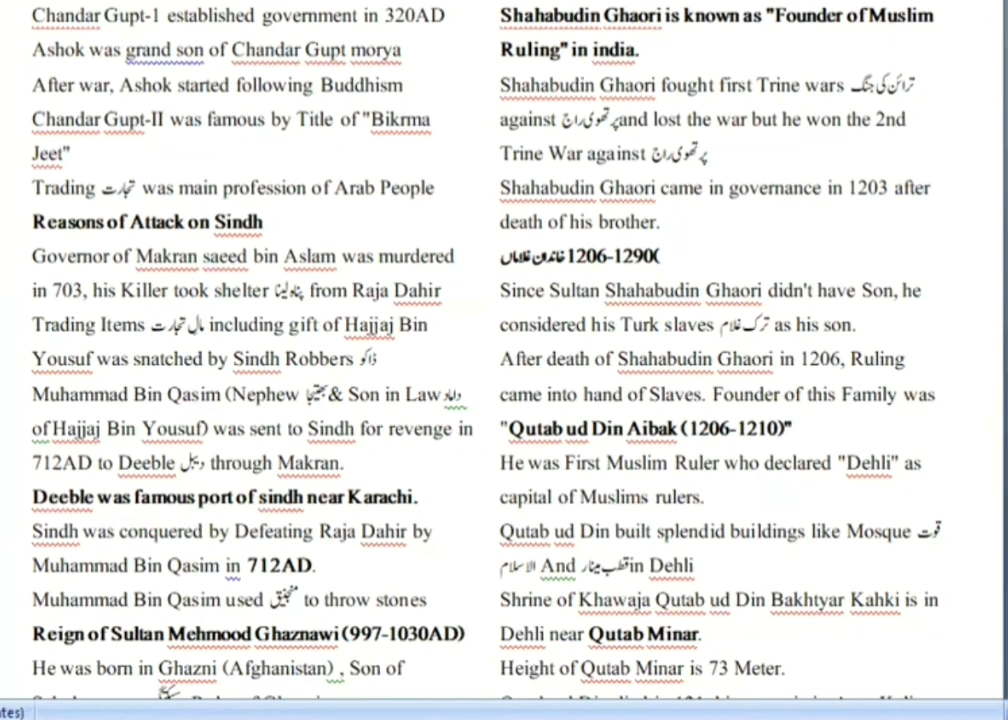 Chandar Gupt-1 established government in 320AD
Ashok was grand son of Chandar Gupt morya
After war, Ashok started following Buddhism
Chandar Gupt-II was famous by Title of "Bikrma
Jeet"
Trading تجارت was main profession of Arab People
Reasons of Attack on Sindh
Governor of Makran saeed bin Aslam was murdered
in 703, his Killer took shelter پناہ لینا from Raja Dahir
Trading Items مال تجارت including gift of Hajjaj Bin
Yousuf was snatched by Sindh Robbers ڈاکو
Muhammad Bin Qasim (Nephew بھتیجا & Son in Law داماد
of Hajjaj Bin Yousuf) was sent to Sindh for revenge in
712AD to Deeble دیبل through Makran.
Deeble was famous port of sindh near Karachi.
Sindh was conquered by Defeating Raja Dahir by
Muhammad Bin Qasim in 712AD.
Muhammad Bin Qasim used منجنیق to throw stones
Reign of Sultan Mehmood Ghaznawi (997-1030AD)
He was born in Ghazni (Afghanistan) , Son of
Shahabudin Ghaori is known as "Founder of Muslim
Ruling" in india.
Shahabudin Ghaori fought first Trine wars ترائن کی جنگ
against پرتھوی راج and lost the war but he won the 2nd
Trine War against پرتھوی راج
Shahabudin Ghaori came in governance in 1203 after
death of his brother.
خاندان غلاماں 1206-1290(
Since Sultan Shahabudin Ghaori didn't have Son, he
considered his Turk slaves ترک غلام as his son.
After death of Shahabudin Ghaori in 1206, Ruling
came into hand of Slaves. Founder of this Family was
"Qutab ud Din Aibak (1206-1210)"
He was First Muslim Ruler who declared "Dehli" as
capital of Muslims rulers.
Qutab ud Din built splendid buildings like Mosque قوت
الاسلام And قطب مینار in Dehli
Shrine of Khawaja Qutab ud Din Bakhtyar Kahki is in
Dehli near Qutab Minar.
Height of Qutab Minar is 73 Meter.